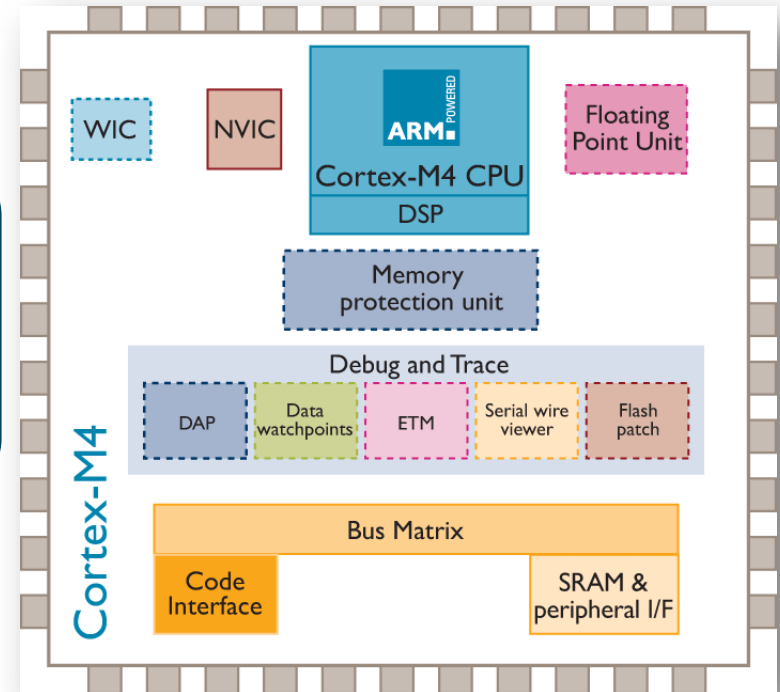 WIC
NVIC
ARM POWERED
Cortex-M4 CPU
DSP
Floating
Point Unit
Memory
protection unit
Debug and Trace
DAP
Data
watchpoints
ETM
Serial wire
viewer
Flash
patch
Cortex-M4
Bus Matrix
Code
Interface
SRAM &
peripheral I/F